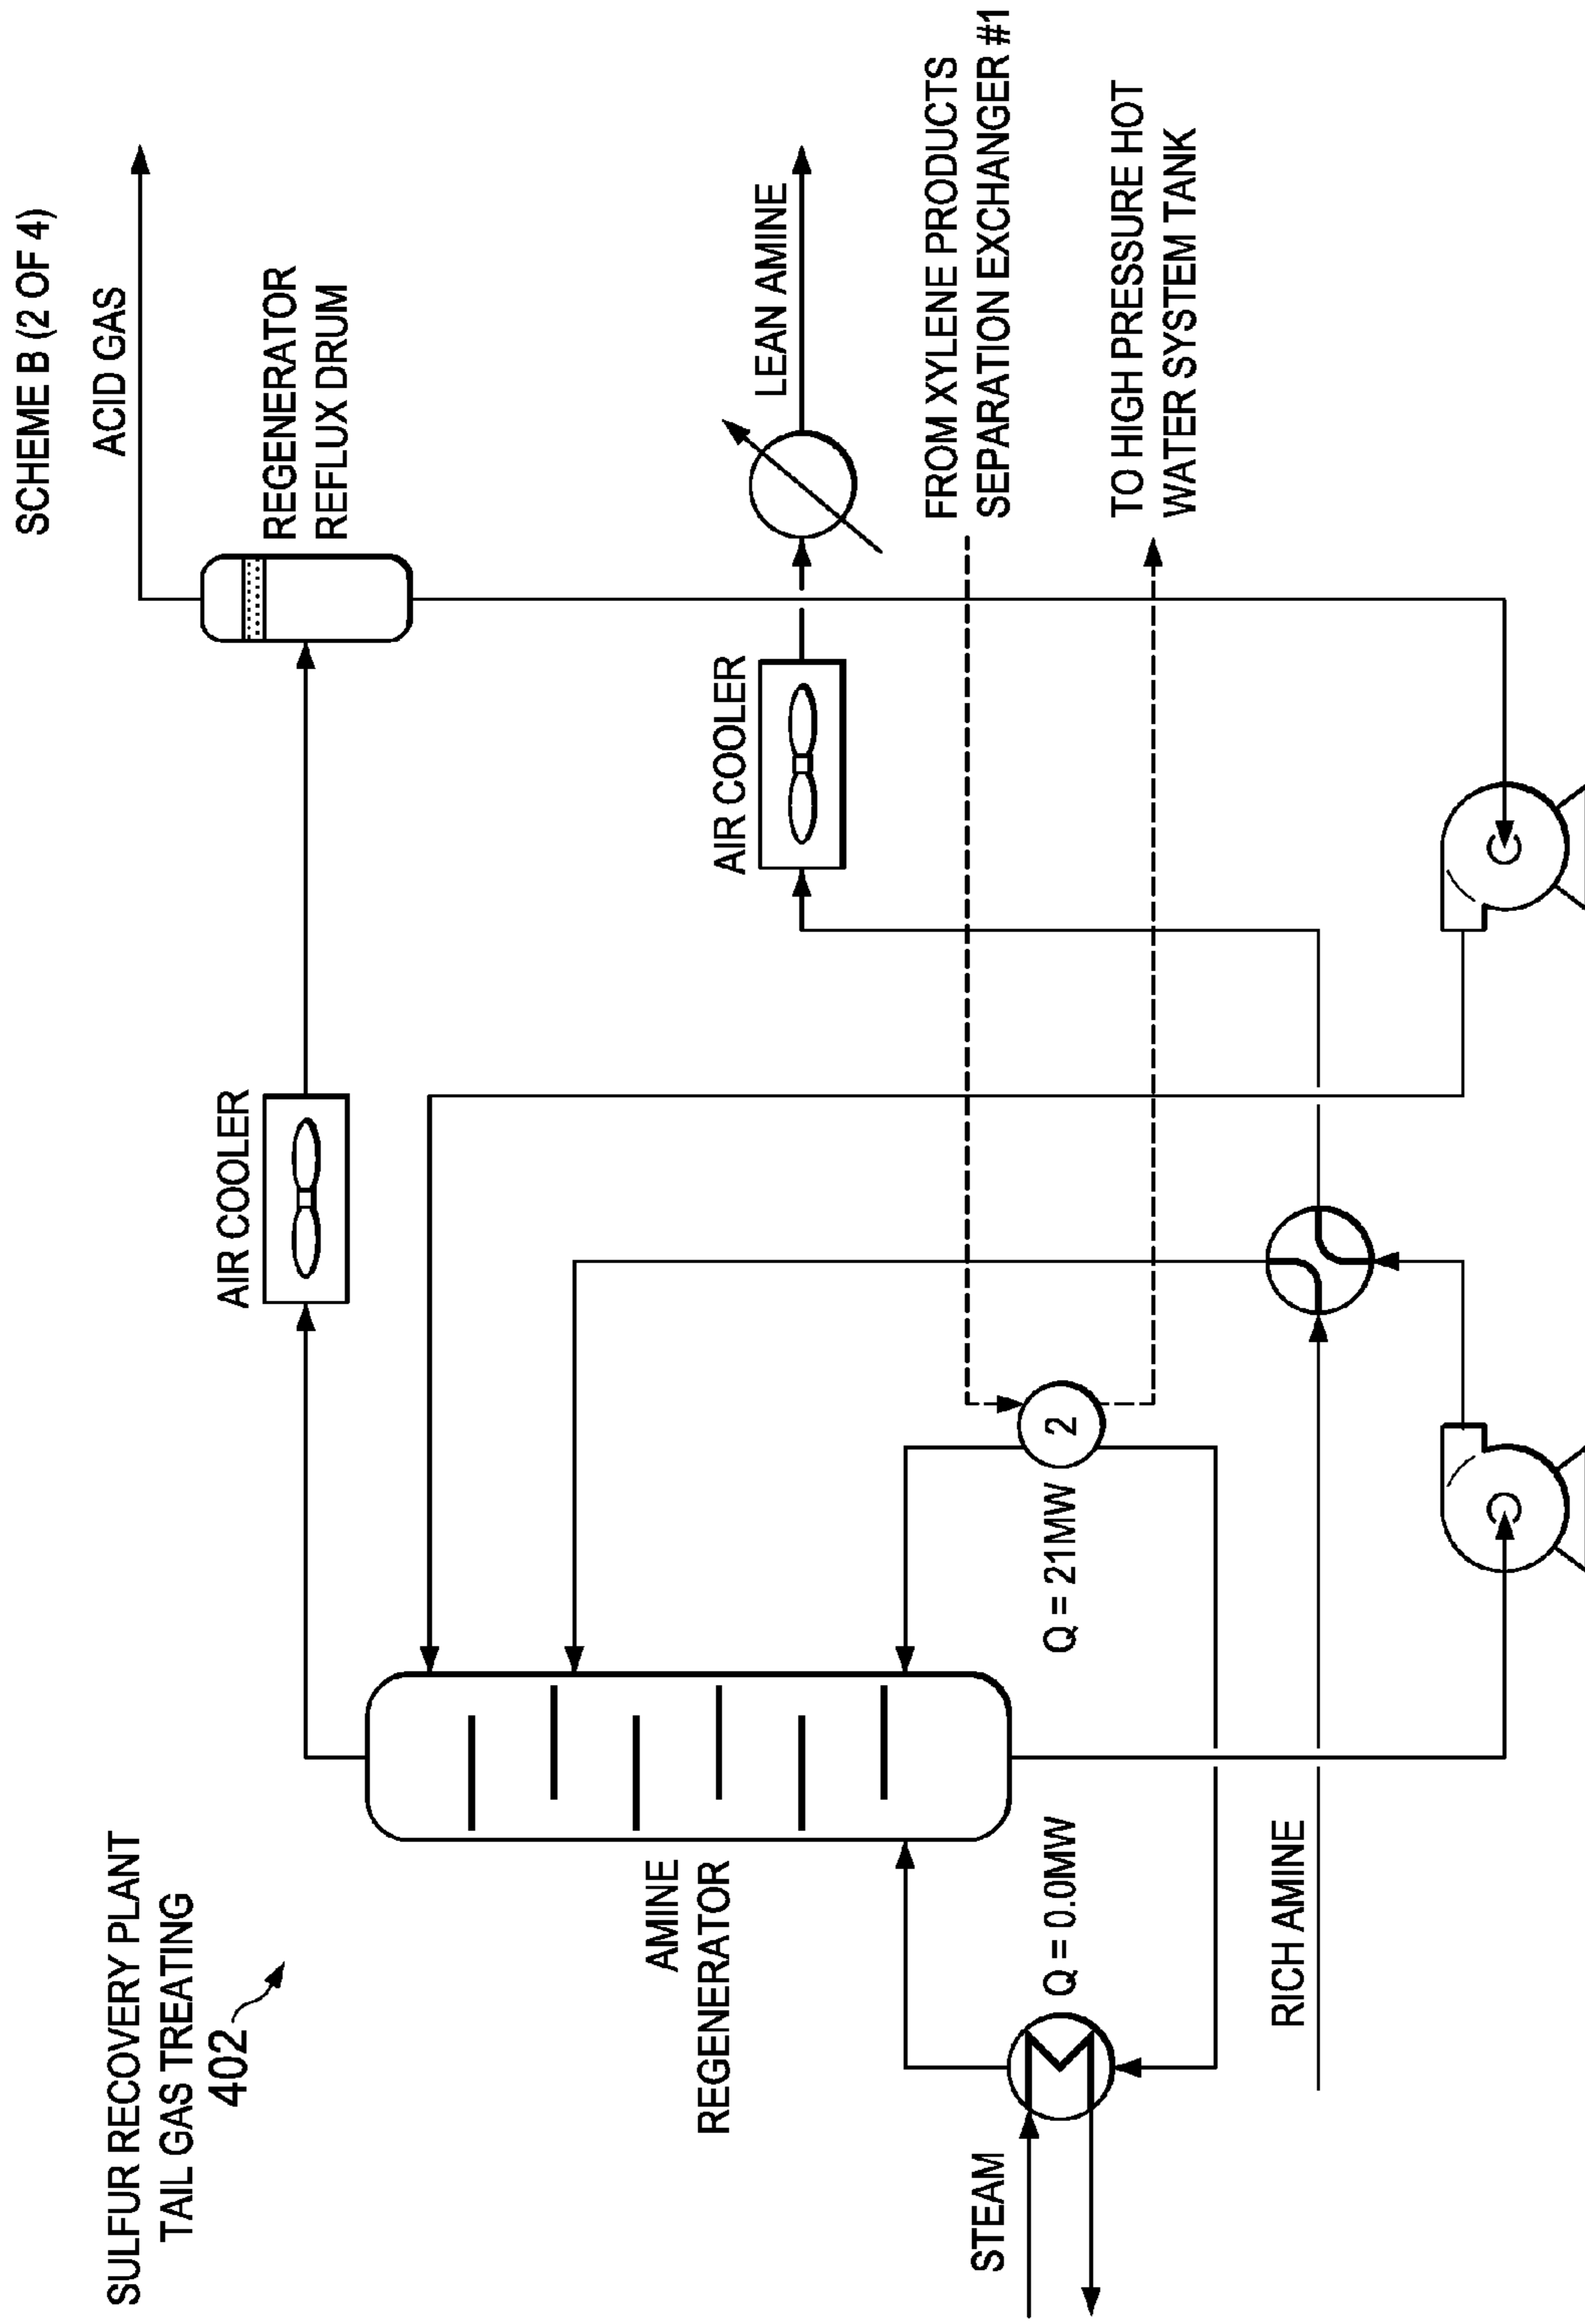 SULFUR RECOVERY PLANT
TAIL GAS TREATING
402
SCHEME B (2 OF 4)
ACID GAS
AIR COOLER
REGENERATOR
REFLUX DRUM
AMINE
REGENERATOR
AIR COOLER
LEAN AMINE
FROM XYLENE PRODUCTS
SEPARATION EXCHANGER #1
STEAM
Q = 0.0MW
Q = 21MW
2
TO HIGH PRESSURE HOT
WATER SYSTEM TANK
RICH AMINE